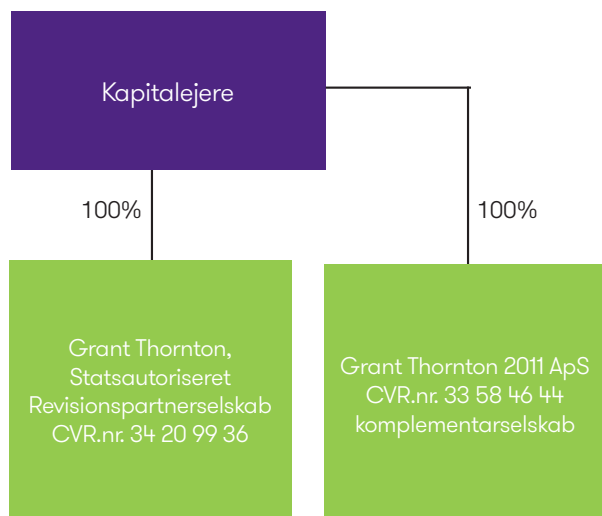 Kapitalejere
100%
100%
Grant Thornton,
Statsautoriseret
Revisionspartnerselskab
CVR.nr. 34 20 99 36
Grant Thornton 2011 ApS
CVR.nr. 33 58 46 44
komplementarselskab